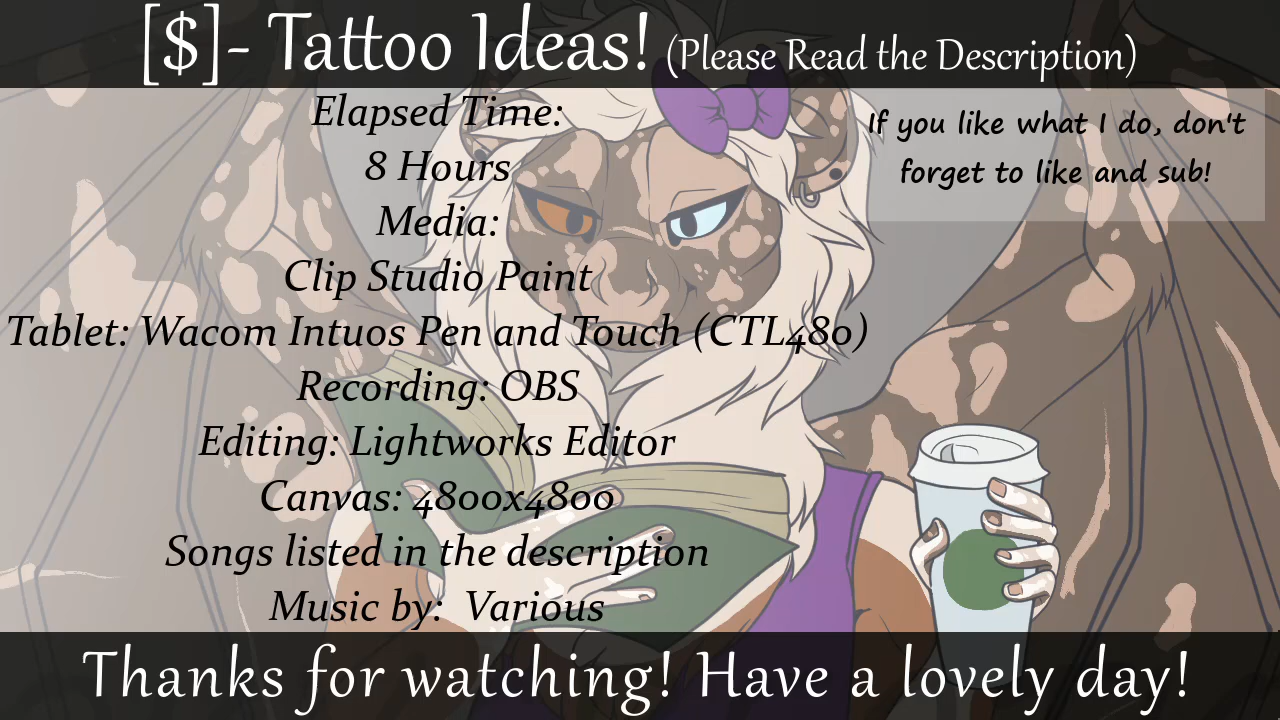 [$]- Tattoo Ideas! (Please Read the Description)
Elapsed Time:
8 Hours
Media:
Clip Studio Paint
Tablet: Wacom Intuos Pen and Touch (CTL480)
Recording: OBS
Editing: Lightworks Editor
Canvas: 4800x4800
Songs listed in the description
Music by: Various
If you like what I do, don't
forget to like and sub!
Thanks for watching! Have a lovely day!